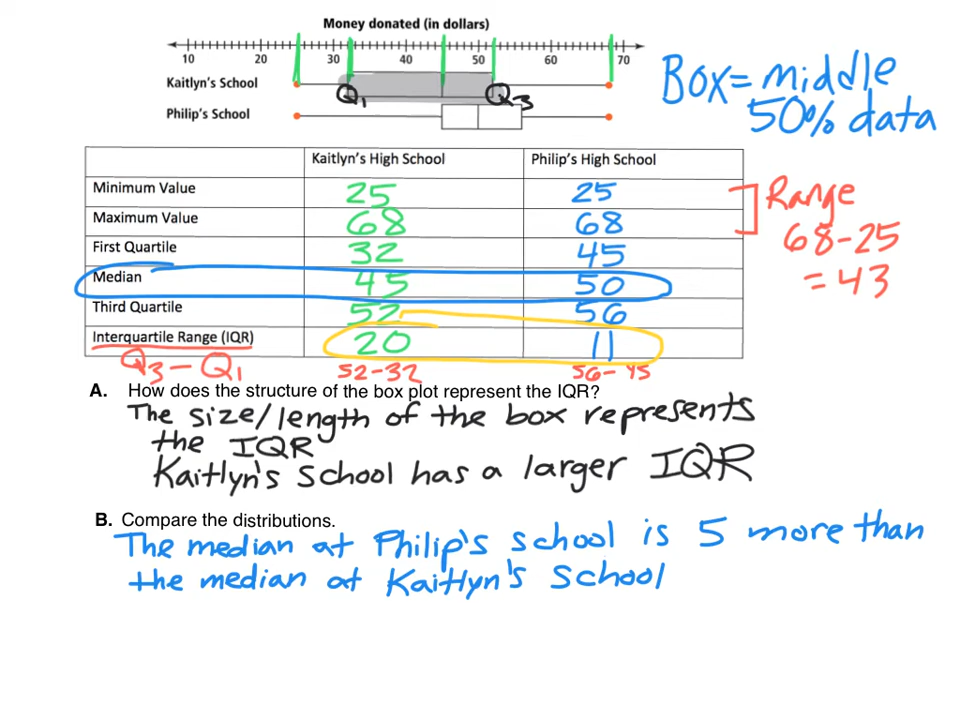 Money donated (in dollars)
10 20 30 40 50 60 70
Kaitlyn's School
Q1 Q3
Philip's School
Box = middle
50% data
Kaitlyn's High School Philip's High School
Minimum Value 25 25
Maximum Value 68 68
First Quartile 32 45
Median 45 50
Third Quartile 52 56
Interquartile Range (IQR) 20 11
Range
68-25
= 43
Q3 - Q1 52-32 56-45
A. How does the structure of the box plot represent the IQR?
The size/length of the box represents
the IQR
Kaitlyn's school has a larger IQR
B. Compare the distributions.
The median at Philip's school is 5 more than
the median at Kaitlyn's School